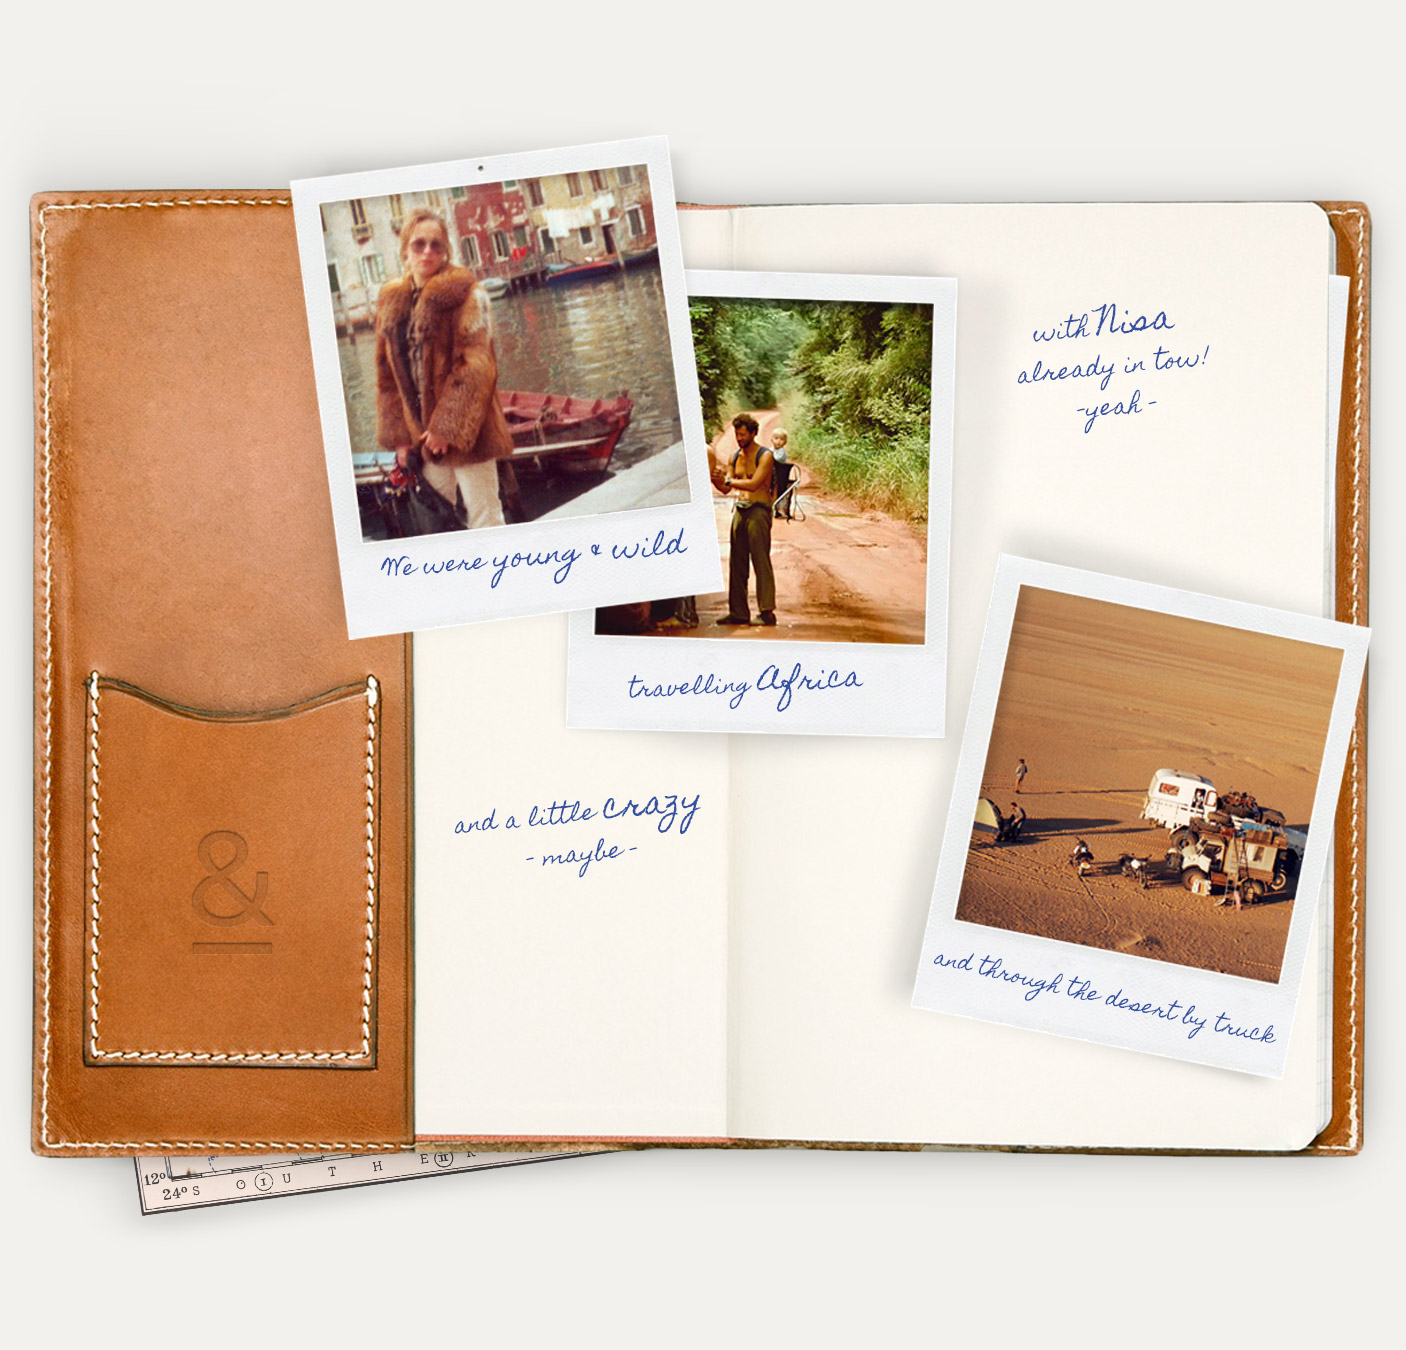 We were young & wild
travelling Africa
with Nisa
already in tow!
-yeah-
and a little crazy
- maybe -
and through the desert by truck
&
12°
24° S O I U T H E II R